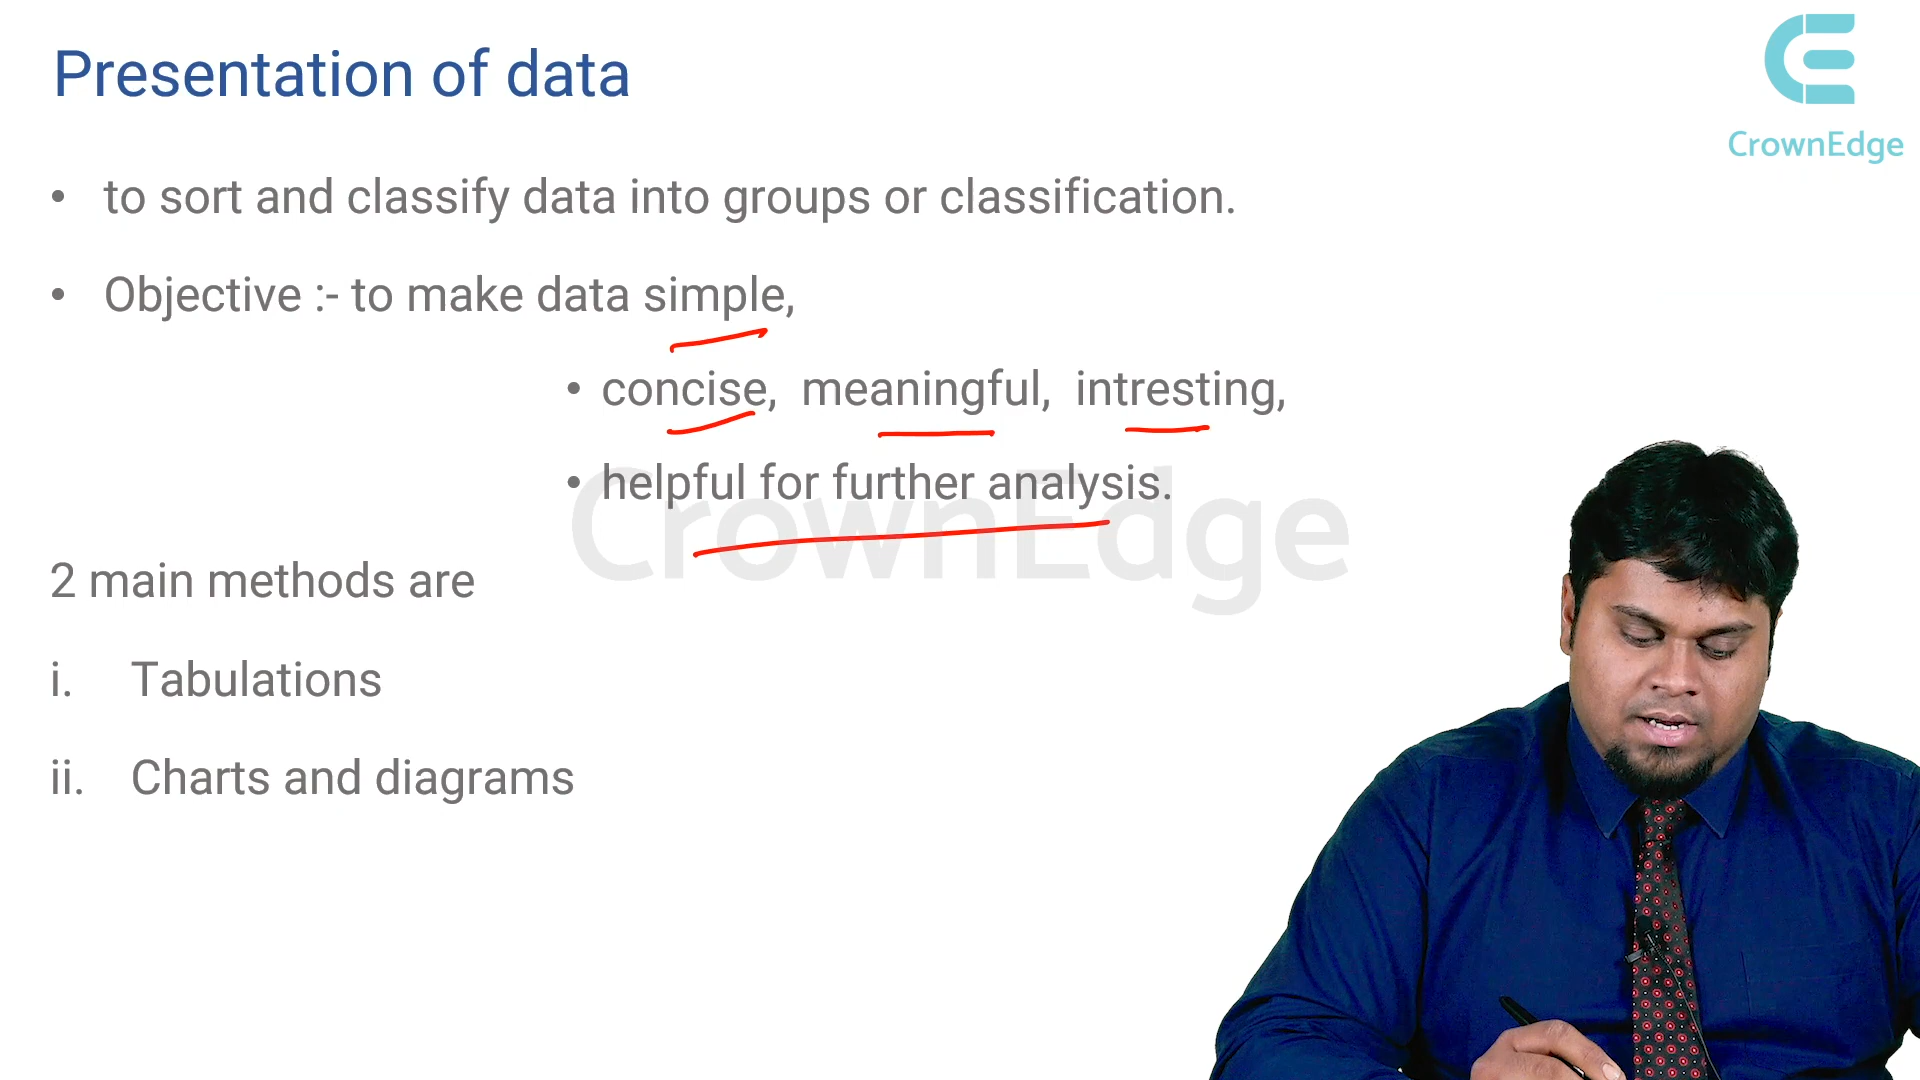 Presentation of data
CrownEdge
• to sort and classify data into groups or classification.
• Objective :- to make data simple,
• concise, meaningful, intresting,
• helpful for further analysis.
CrownEdge
2 main methods are
i. Tabulations
ii. Charts and diagrams